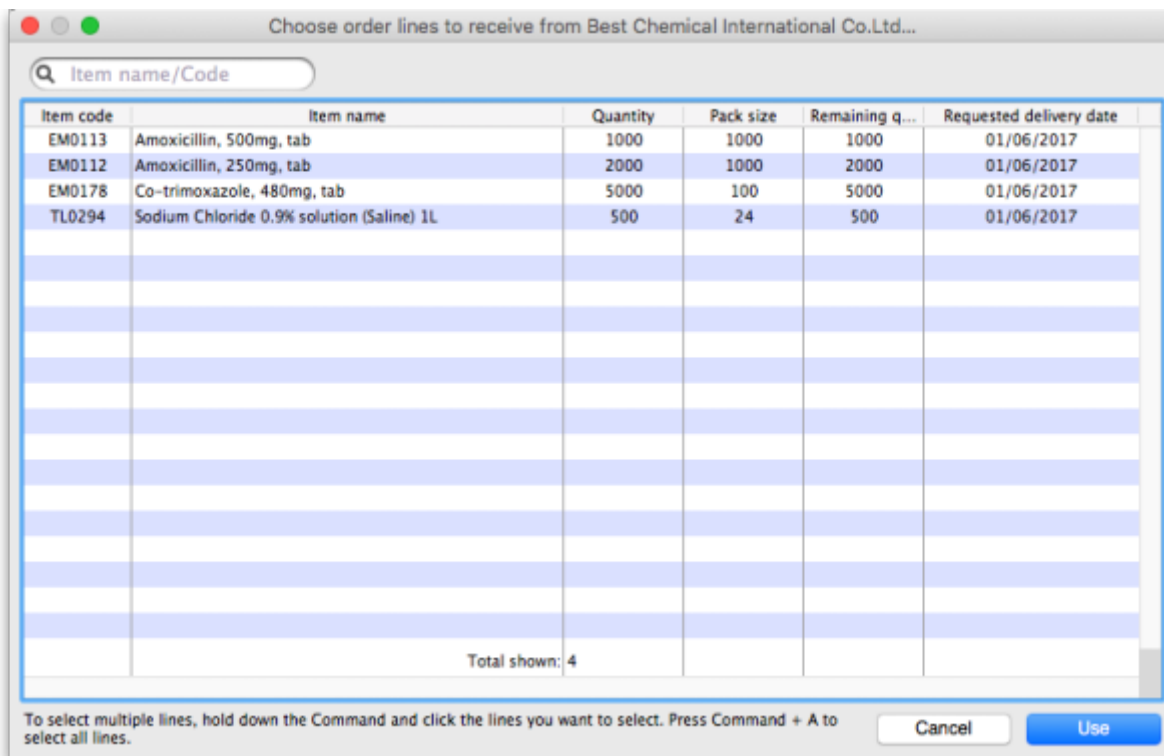 Choose order lines to receive from Best Chemical International Co.Ltd...
Item name/Code
Item code Item name Quantity Pack size Remaining q... Requested delivery date
EM0113 Amoxicillin, 500mg, tab 1000 1000 1000 01/06/2017
EM0112 Amoxicillin, 250mg, tab 2000 1000 2000 01/06/2017
EM0178 Co-trimoxazole, 480mg, tab 5000 100 5000 01/06/2017
TL0294 Sodium Chloride 0.9% solution (Saline) 1L 500 24 500 01/06/2017
Total shown: 4
To select multiple lines, hold down the Command and click the lines you want to select. Press Command + A to
select all lines.
Cancel Use